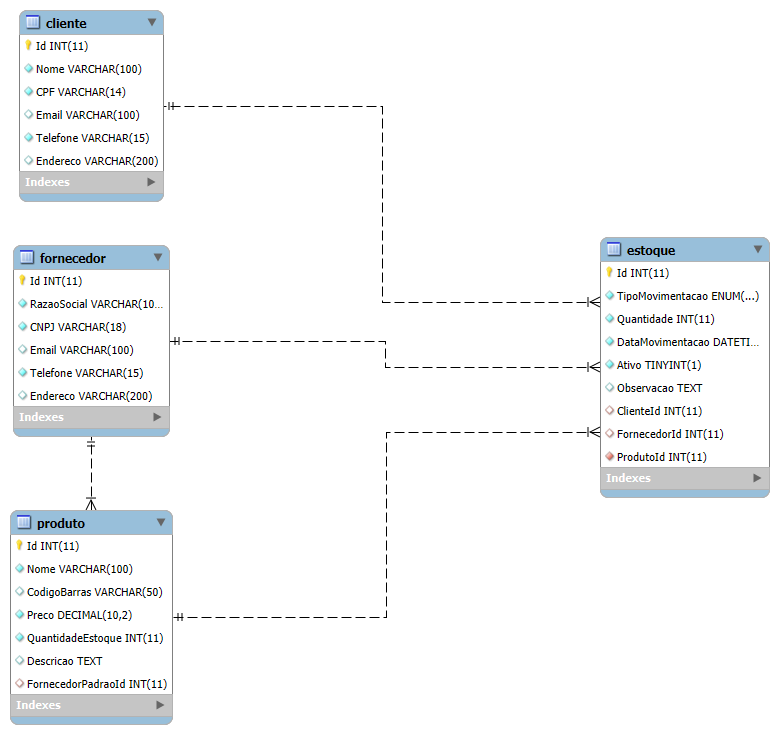 cliente
Id INT(11)
Nome VARCHAR(100)
CPF VARCHAR(14)
Email VARCHAR(100)
Telefone VARCHAR(15)
Endereco VARCHAR(200)
Indexes
fornecedor
Id INT(11)
RazaoSocial VARCHAR(10...
CNPJ VARCHAR(18)
Email VARCHAR(100)
Telefone VARCHAR(15)
Endereco VARCHAR(200)
Indexes
produto
Id INT(11)
Nome VARCHAR(100)
CodigoBarras VARCHAR(50)
Preco DECIMAL(10,2)
QuantidadeEstoque INT(11)
Descricao TEXT
FornecedorPadraoId INT(11)
Indexes
estoque
Id INT(11)
TipoMovimentacao ENUM(...)
Quantidade INT(11)
DataMovimentacao DATETI...
Ativo TINYINT(1)
Observacao TEXT
ClienteId INT(11)
FornecedorId INT(11)
ProdutoId INT(11)
Indexes